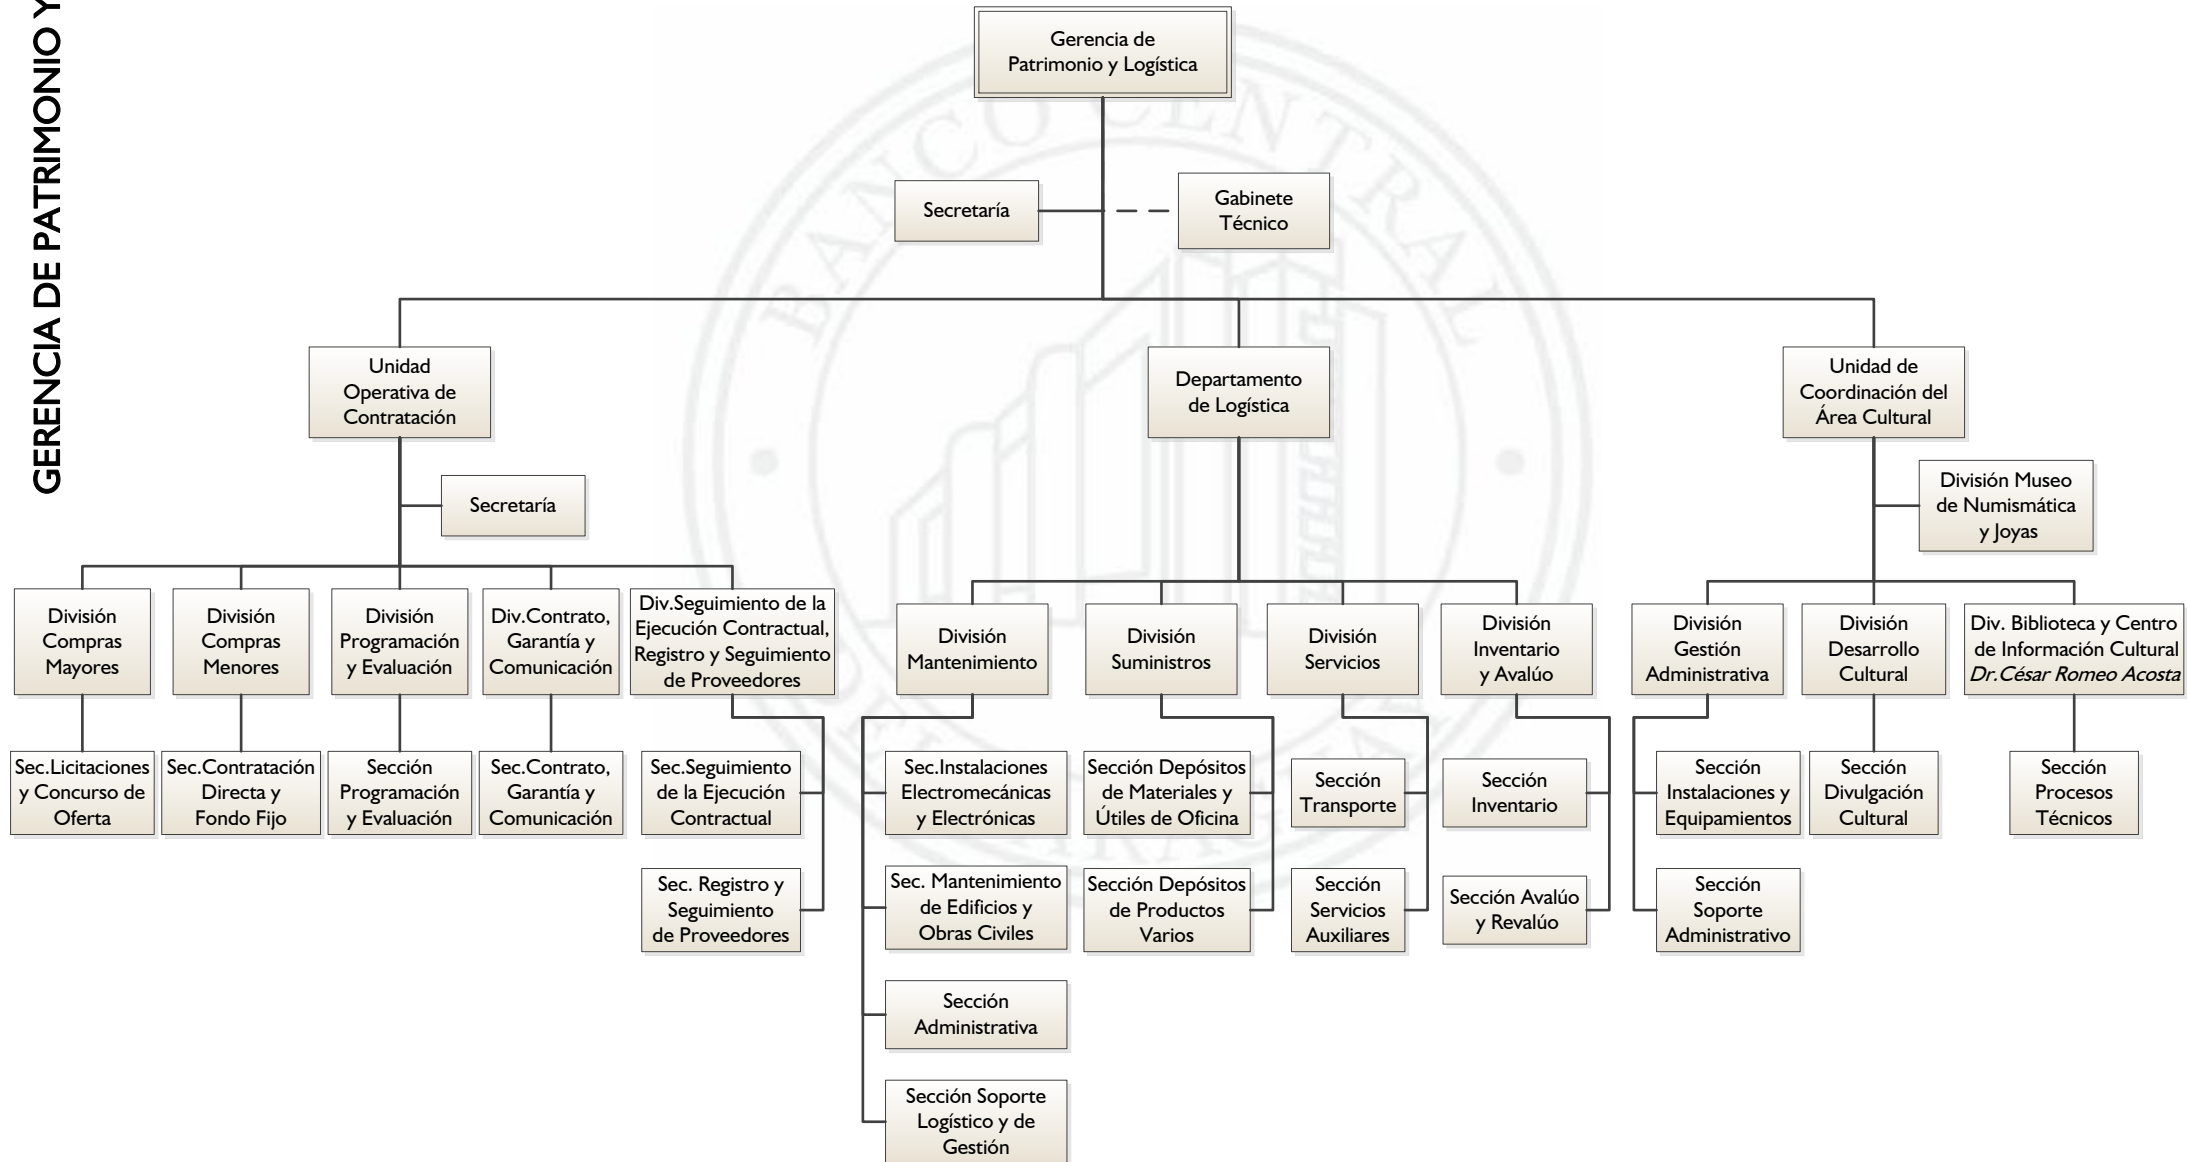 GERENCIA DE PATRIMONIO Y
Gerencia de
Patrimonio y Logística
Secretaría
Gabinete
Técnico
BANCO CENTRAL
DEL PARAGUAY
Unidad
Operativa de
Contratación
Departamento
de Logística
Unidad de
Coordinación del
Área Cultural
Secretaría
División Museo
de Numismática
y Joyas
División
Compras
Mayores
División
Compras
Menores
División
Programación
y Evaluación
Div.Contrato,
Garantía y
Comunicación
Div.Seguimiento de la
Ejecución Contractual,
Registro y Seguimiento
de Proveedores
División
Mantenimiento
División
Suministros
División
Servicios
División
Inventario
y Avalúo
División
Gestión
Administrativa
División
Desarrollo
Cultural
Div. Biblioteca y Centro
de Información Cultural
Dr.César Romeo Acosta
Sec.Licitaciones
y Concurso de
Oferta
Sec.Contratación
Directa y
Fondo Fijo
Sección
Programación
y Evaluación
Sec.Contrato,
Garantía y
Comunicación
Sec.Seguimiento
de la Ejecución
Contractual
Sec.Instalaciones
Electromecánicas
y Electrónicas
Sección Depósitos
de Materiales y
Útiles de Oficina
Sección
Transporte
Sección
Inventario
Sección
Instalaciones y
Equipamientos
Sección
Divulgación
Cultural
Sección
Procesos
Técnicos
Sec. Registro y
Seguimiento
de Proveedores
Sec. Mantenimiento
de Edificios y
Obras Civiles
Sección Depósitos
de Productos
Varios
Sección
Servicios
Auxiliares
Sección Avalúo
y Revalúo
Sección
Soporte
Administrativo
Sección
Administrativa
Sección Soporte
Logístico y de
Gestión